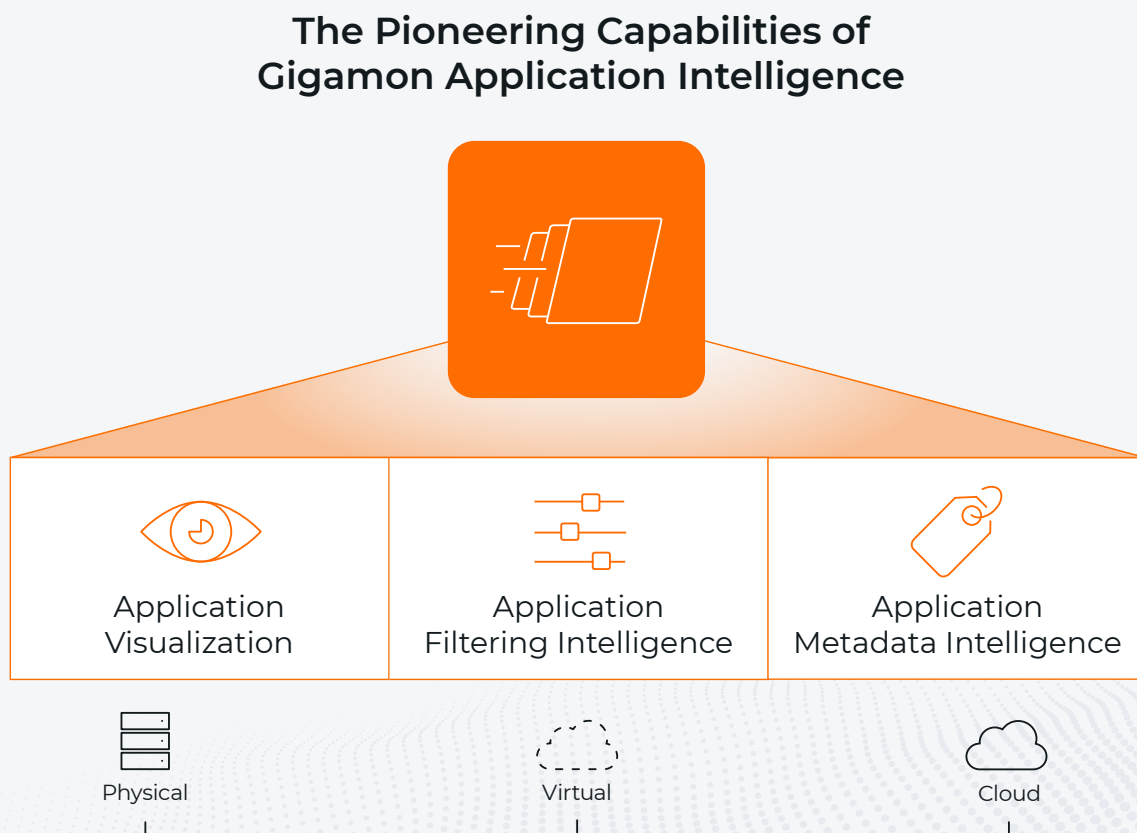 The Pioneering Capabilities of
Gigamon Application Intelligence
Application
Visualization
Application
Filtering Intelligence
Application
Metadata Intelligence
Physical
Virtual
Cloud